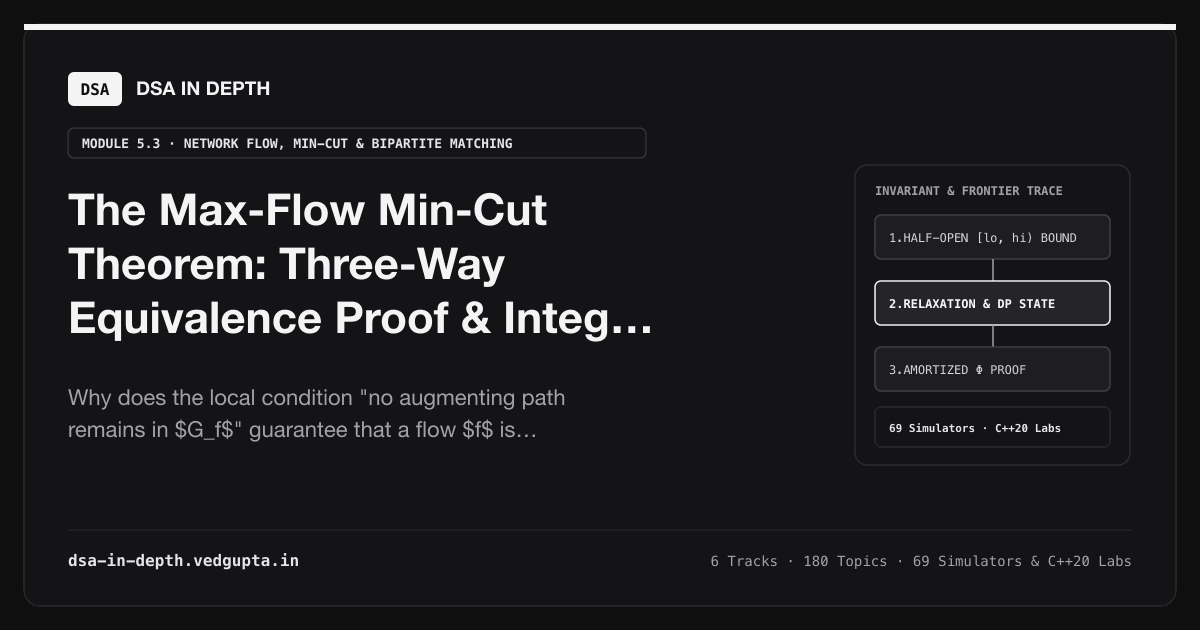 DSA
DSA IN DEPTH
MODULE 5.3 · NETWORK FLOW, MIN–CUT & BIPARTITE MATCHING
The Max-Flow Min-Cut
Theorem: Three-Way
Equivalence Proof & Integ...
Why does the local condition "no augmenting path
remains in $G_f$" guarantee that a flow $f$ is...
INVARIANT & FRONTIER TRACE
1.HALF–OPEN [lo, hi) BOUND
2.RELAXATION & DP STATE
3.AMORTIZED Φ PROOF
69 Simulators · C++20 Labs
dsa–in–depth.vedgupta.in
6 Tracks · 180 Topics · 69 Simulators & C++20 Labs